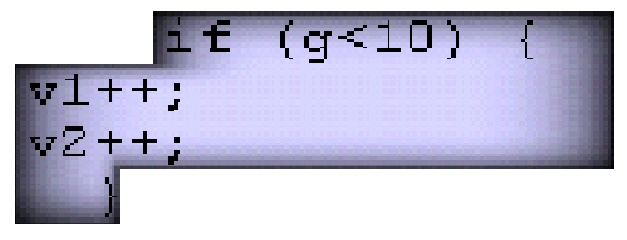 if (g<10) {
v1++;
v2++;
}